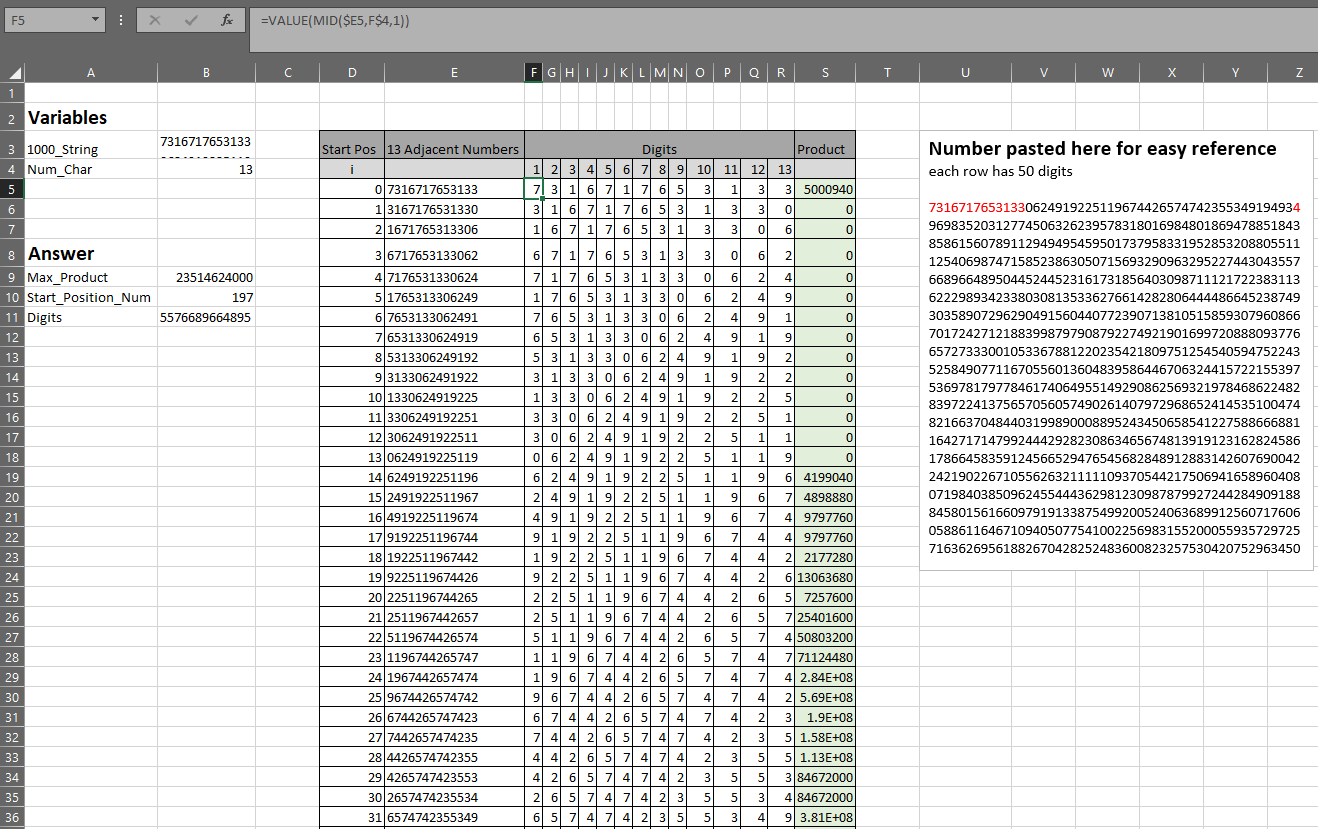 F5 fx =VALUE(MID($E5,F$4,1))
A B C D E F G H I J K L M N O P Q R S T U V W X Y Z
1
2 Variables
3 1000_String 7316717653133 Start Pos 13 Adjacent Numbers Digits Product
4 Num_Char 13 i 1 2 3 4 5 6 7 8 9 10 11 12 13
5 0 7316717653133 7 3 1 6 7 1 7 6 5 3 1 3 3 5000940
6 1 3167176531330 3 1 6 7 1 7 6 5 3 1 3 3 0 0
7 2 1671765313306 1 6 7 1 7 6 5 3 1 3 3 0 6 0
8 Answer 3 6717653133062 6 7 1 7 6 5 3 1 3 3 0 6 2 0
9 Max_Product 23514624000 4 7176531330624 7 1 7 6 5 3 1 3 3 0 6 2 4 0
10 Start_Position_Num 197 5 1765313306249 1 7 6 5 3 1 3 3 0 6 2 4 9 0
11 Digits 5576689664895 6 7653133062491 7 6 5 3 1 3 3 0 6 2 4 9 1 0
12 7 6531330624919 6 5 3 1 3 3 0 6 2 4 9 1 9 0
13 8 5313306249192 5 3 1 3 3 0 6 2 4 9 1 9 2 0
14 9 3133062491922 3 1 3 3 0 6 2 4 9 1 9 2 2 0
15 10 1330624919225 1 3 3 0 6 2 4 9 1 9 2 2 5 0
16 11 3306249192251 3 3 0 6 2 4 9 1 9 2 2 5 1 0
17 12 3062491922511 3 0 6 2 4 9 1 9 2 2 5 1 1 0
18 13 0624919225119 0 6 2 4 9 1 9 2 2 5 1 1 9 0
19 14 6249192251196 6 2 4 9 1 9 2 2 5 1 1 9 6 4199040
20 15 2491922511967 2 4 9 1 9 2 2 5 1 1 9 6 7 4898880
21 16 4919225119674 4 9 1 9 2 2 5 1 1 9 6 7 4 9797760
22 17 9192251196744 9 1 9 2 2 5 1 1 9 6 7 4 4 9797760
23 18 1922511967442 1 9 2 2 5 1 1 9 6 7 4 4 2 2177280
24 19 9225119674426 9 2 2 5 1 1 9 6 7 4 4 2 6 13063680
25 20 2251196744265 2 2 5 1 1 9 6 7 4 4 2 6 5 7257600
26 21 2511967442657 2 5 1 1 9 6 7 4 4 2 6 5 7 25401600
27 22 5119674426574 5 1 1 9 6 7 4 4 2 6 5 7 4 50803200
28 23 1196744265747 1 1 9 6 7 4 4 2 6 5 7 4 7 71124480
29 24 1967442657474 1 9 6 7 4 4 2 6 5 7 4 7 4 2.84E+08
30 25 9674426574742 9 6 7 4 4 2 6 5 7 4 7 4 2 5.69E+08
31 26 6744265747423 6 7 4 4 2 6 5 7 4 7 4 2 3 1.9E+08
32 27 7442657474235 7 4 4 2 6 5 7 4 7 4 2 3 5 1.58E+08
33 28 4426574742355 4 4 2 6 5 7 4 7 4 2 3 5 5 1.13E+08
34 29 4265747423553 4 2 6 5 7 4 7 4 2 3 5 5 3 84672000
35 30 2657474235534 2 6 5 7 4 7 4 2 3 5 5 3 4 84672000
36 31 6574742355349 6 5 7 4 7 4 2 3 5 5 3 4 9 3.81E+08
Number pasted here for easy reference
each row has 50 digits
73167176531330624919225119674426574742355349194934
96983520312774506326239578318016984801869478851843
85861560789112949495459501737958331952853208805511
12540698747158523863050715693290963295227443043557
66896648950445244523161731856403098711121722383113
62229893423380308135336276614282806444486645238749
30358907296290491560440772390713810515859307960866
70172427121883998797908792274921901699720888093776
65727333001053367881220235421809751254540594752243
52584907711670556013604839586446706324415722155397
53697817977846174064955149290862569321978468622482
83972241375657056057490261407972968652414535100474
82166370484403199890008895243450658541227588666881
16427171479924442928230863465674813919123162824586
17866458359124566529476545682848912883142607690042
24219022671055626321111109370544217506941658960408
07198403850962455444362981230987879927244284909188
84580156166097919133875499200524063689912560717606
05886116467109405077541002256983155200055935729725
71636269561882670428252483600823257530420752963450